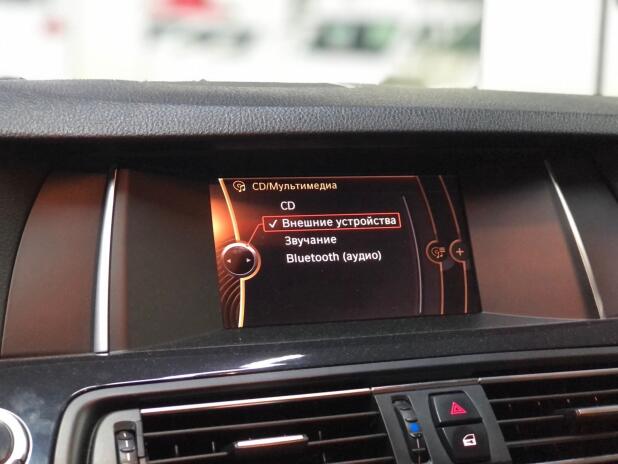 CD/Мультимедиа
CD
Внешние устройства
Звучание
Bluetooth (аудио)